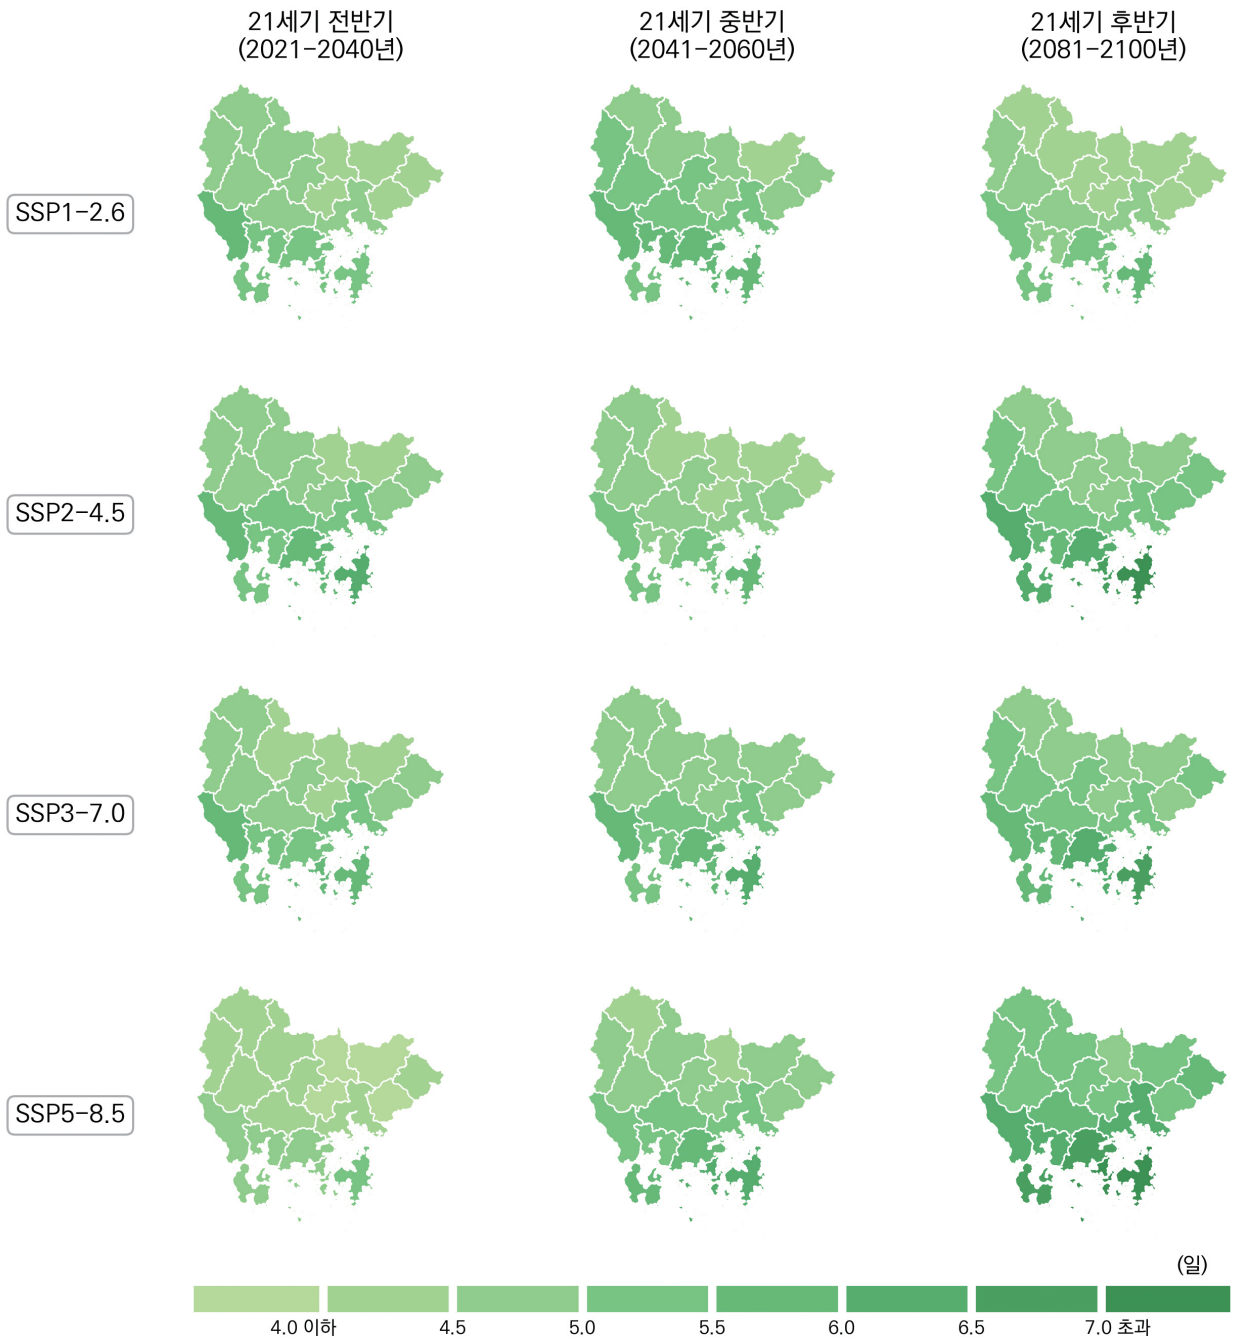 21세기 전반기
(2021-2040년)
21세기 중반기
(2041-2060년)
21세기 후반기
(2081-2100년)
SSP1-2.6
SSP2-4.5
SSP3-7.0
SSP5-8.5
(일)
4.0 이하
4.5
5.0
5.5
6.0
6.5
7.0 초과